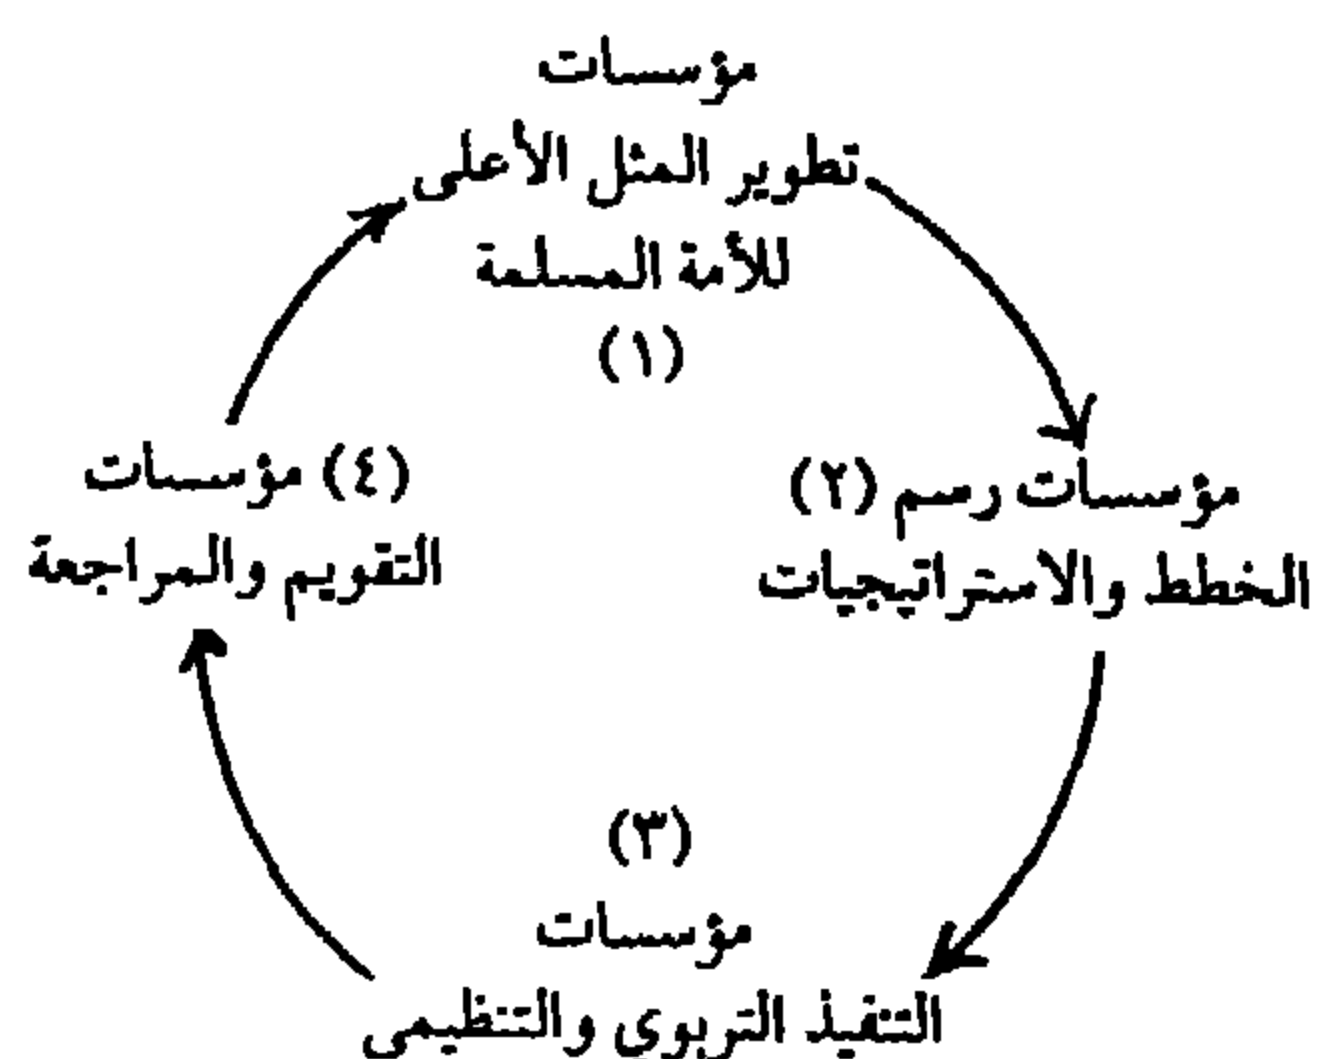 مؤسسات
تطوير المثل الأعلى
للأمة المسلمة
(١)
مؤسسات رسم (٢)
الخطط والاستراتيجيات
(٣)
مؤسسات
التنفيذ التربوي والتنظيمي
(٤) مؤسسات
التقويم والمراجعة